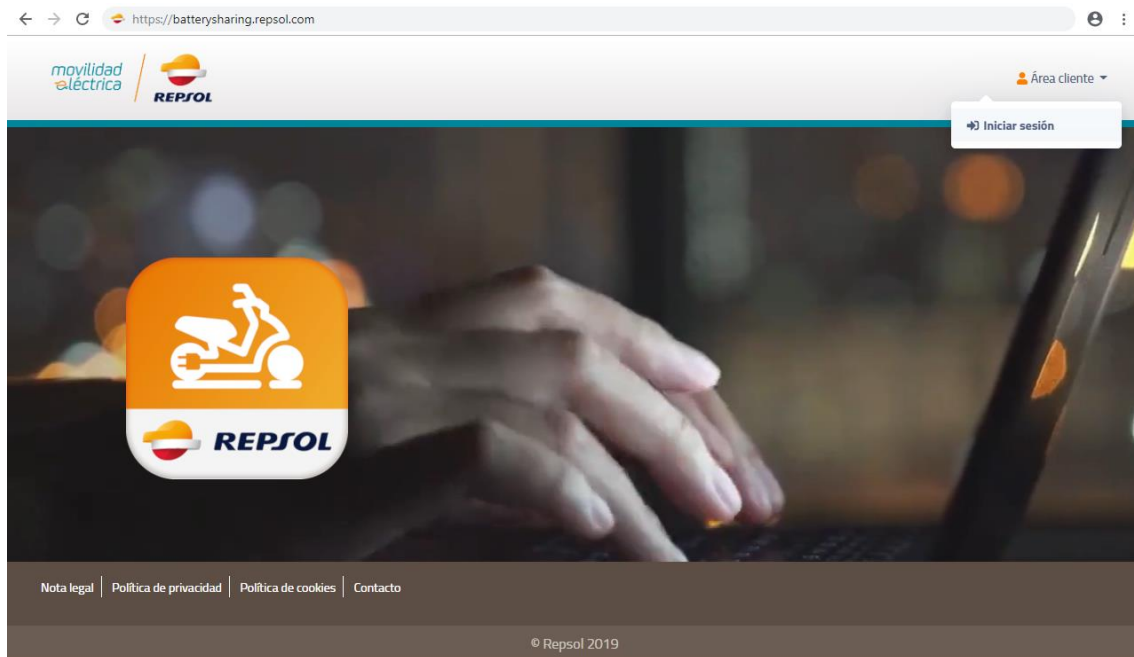 https://batterysharing.repsol.com
movilidad
eléctrica
REPSOL
Área cliente
Iniciar sesión
REPSOL
Nota legal | Política de privacidad | Política de cookies | Contacto
© Repsol 2019